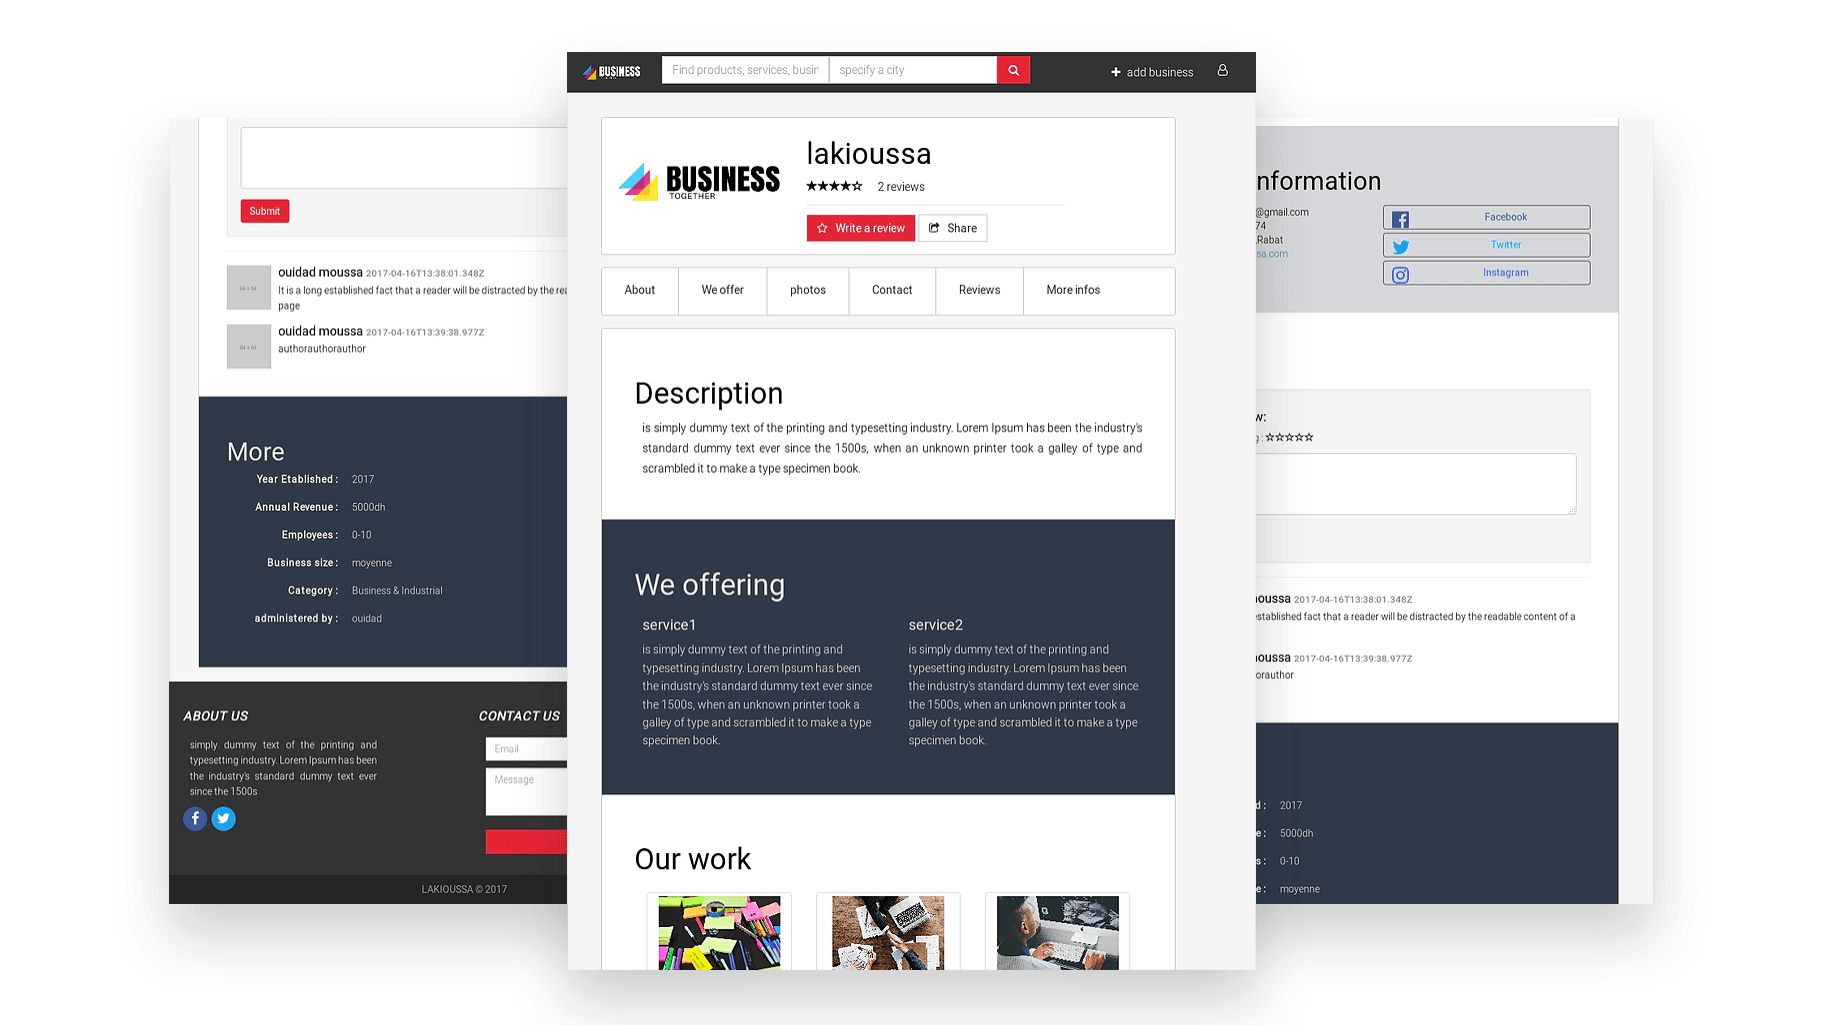 BUSINESS
Find products, services, busin
specify a city
add business
BUSINESS
TOGETHER
lakioussa
2 reviews
Write a review
Share
About
We offer
photos
Contact
Reviews
More infos
Description
is simply dummy text of the printing and typesetting industry. Lorem Ipsum has been the industry's
standard dummy text ever since the 1500s, when an unknown printer took a galley of type and
scrambled it to make a type specimen book.
We offering
service1
is simply dummy text of the printing and
typesetting industry. Lorem Ipsum has been
the industry's standard dummy text ever since
the 1500s, when an unknown printer took a
galley of type and scrambled it to make a type
specimen book.
service2
is simply dummy text of the printing and
typesetting industry. Lorem Ipsum has been
the industry's standard dummy text ever since
the 1500s, when an unknown printer took a
galley of type and scrambled it to make a type
specimen book.
Our work
Submit
ouidad moussa 2017-04-16T13:38:01.348Z
It is a long established fact that a reader will be distracted by the rea
page
ouidad moussa 2017-04-16T13:39:38.977Z
authorauthorauthor
More
Year Etablished : 2017
Annual Revenue : 5000dh
Employees : 0-10
Business size : moyenne
Category : Business & Industrial
administered by : ouidad
ABOUT US
simply dummy text of the printing and
typesetting industry. Lorem Ipsum has been
the industry's standard dummy text ever
since the 1500s
CONTACT US
Email
Message
LAKIOUSSA © 2017
nformation
@gmail.com
74
,Rabat
sa.com
Facebook
Twitter
Instagram
w:
g :
oussa 2017-04-16T13:38:01.348Z
established fact that a reader will be distracted by the readable content of a
oussa 2017-04-16T13:39:38.977Z
orauthor
d : 2017
e : 5000dh
s : 0-10
e : moyenne